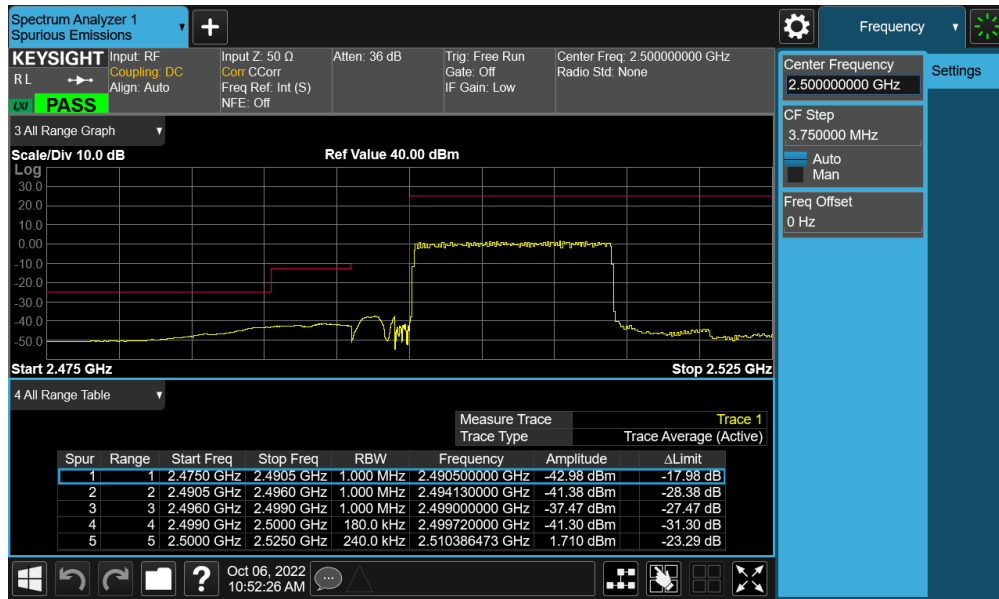 Spectrum Analyzer 1
Spurious Emissions
Frequency
KEYSIGHT
RL
LXI
PASS
Input: RF
Coupling: DC
Align: Auto
Input Z: 50 Ω
Corr CCorr
Freq Ref: Int (S)
NFE: Off
Atten: 36 dB
Trig: Free Run
Gate: Off
IF Gain: Low
Center Freq: 2.500000000 GHz
Radio Std: None
Center Frequency
2.500000000 GHz
Settings
CF Step
3.750000 MHz
Auto
Man
Freq Offset
0 Hz
3 All Range Graph
Scale/Div 10.0 dB
Ref Value 40.00 dBm
Log
30.0
20.0
10.0
0.00
-10.0
-20.0
-30.0
-40.0
-50.0
Start 2.475 GHz
Stop 2.525 GHz
4 All Range Table
Measure Trace Trace 1
Trace Type Trace Average (Active)
Spur Range Start Freq Stop Freq RBW Frequency Amplitude ΔLimit
1 1 2.4750 GHz 2.4905 GHz 1.000 MHz 2.490500000 GHz -42.98 dBm -17.98 dB
2 2 2.4905 GHz 2.4960 GHz 1.000 MHz 2.494130000 GHz -41.38 dBm -28.38 dB
3 3 2.4960 GHz 2.4990 GHz 1.000 MHz 2.499000000 GHz -37.47 dBm -27.47 dB
4 4 2.4990 GHz 2.5000 GHz 180.0 kHz 2.499720000 GHz -41.30 dBm -31.30 dB
5 5 2.5000 GHz 2.5250 GHz 240.0 kHz 2.510386473 GHz 1.710 dBm -23.29 dB
Oct 06, 2022
10:52:26 AM